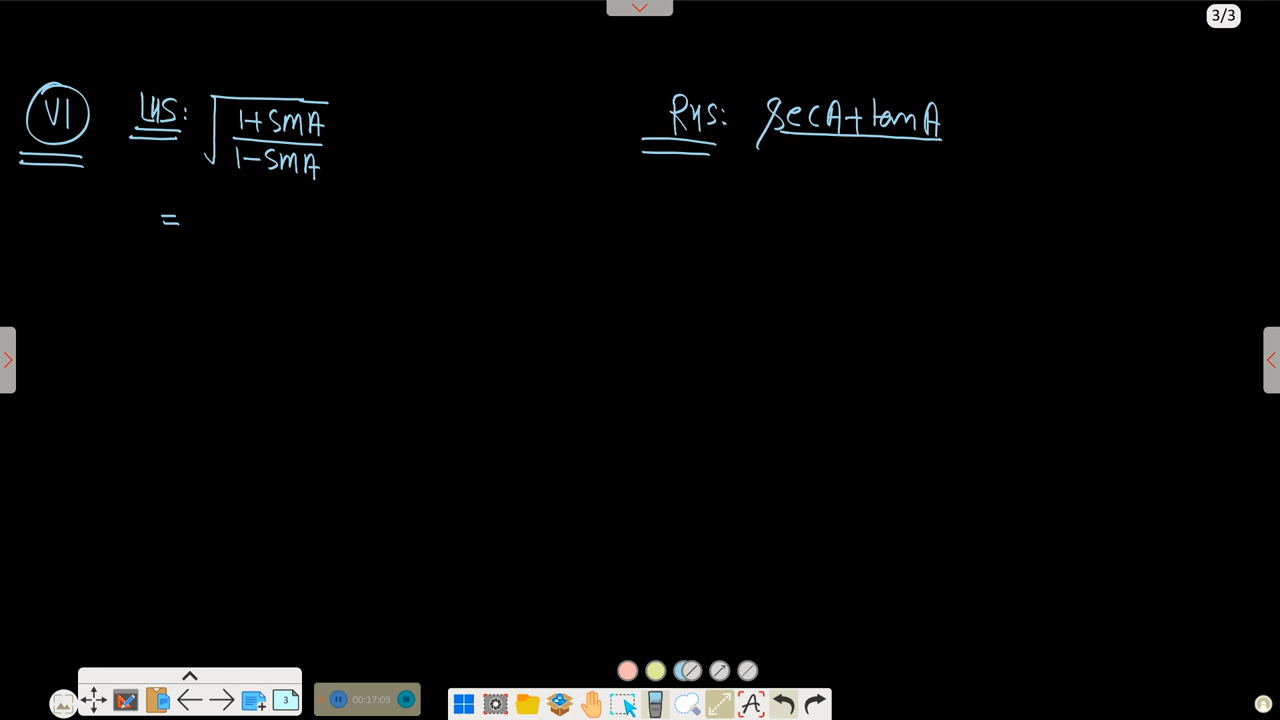 3/3
VI LHS: √(1+SinA / 1-SinA) RHS: SecA+tanA
=
3
00:17:09
A